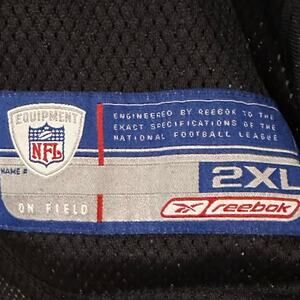 EQUIPMENT
NFL
ENGINEERED BY REEBOK TO THE
EXACT SPECIFICATIONS OF THE
NATIONAL FOOTBALL LEAGUE
NAME #
2XL
ON FIELD
Reebok